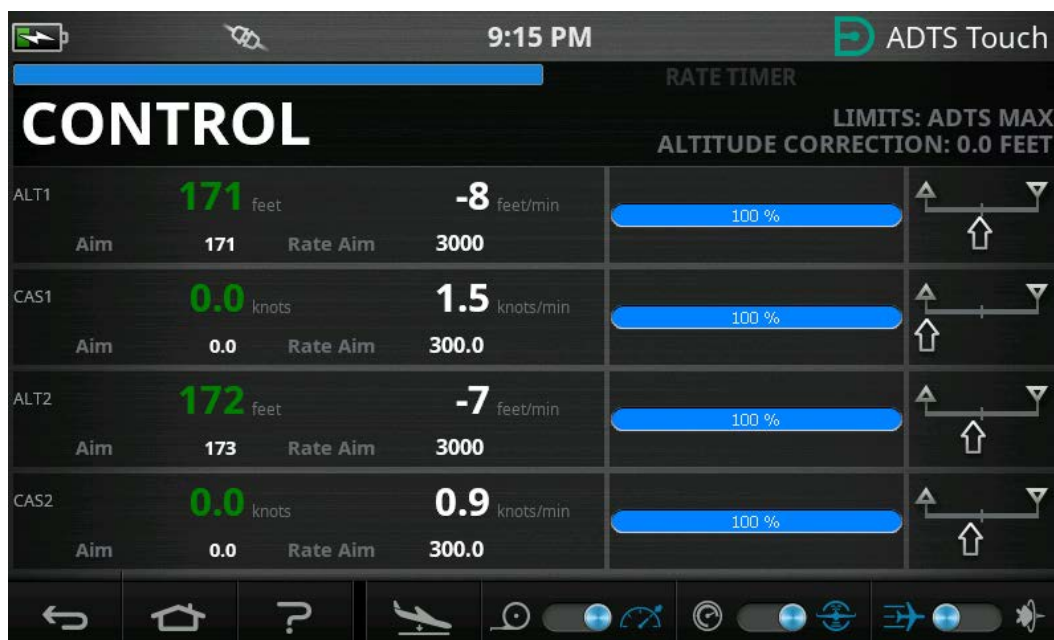 9:15 PM ADTS Touch
RATE TIMER
CONTROL
LIMITS: ADTS MAX
ALTITUDE CORRECTION: 0.0 FEET
ALT1 171 feet -8 feet/min 100 %
Aim 171 Rate Aim 3000
CAS1 0.0 knots 1.5 knots/min 100 %
Aim 0.0 Rate Aim 300.0
ALT2 172 feet -7 feet/min 100 %
Aim 173 Rate Aim 3000
CAS2 0.0 knots 0.9 knots/min 100 %
Aim 0.0 Rate Aim 300.0